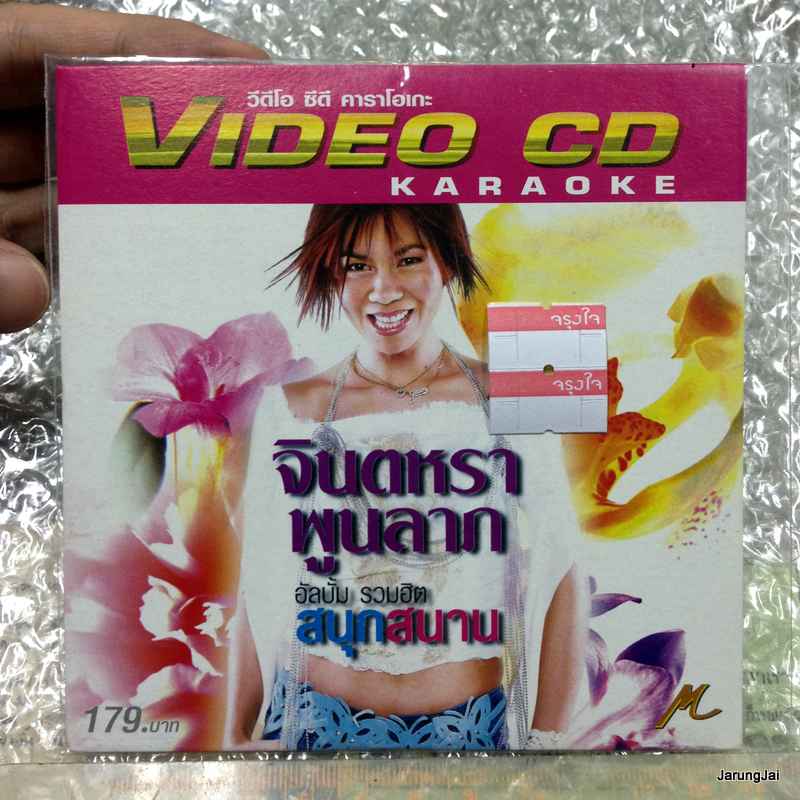 วีดีโอ ซีดี คาราโอเกะ
VIDEO CD
KARAOKE
จรุงใจ
จรุงใจ
จินตหรา
พูนลาภ
อัลบั้ม รวมฮิต
สนุกสนาน
179.บาท
M
JarungJai